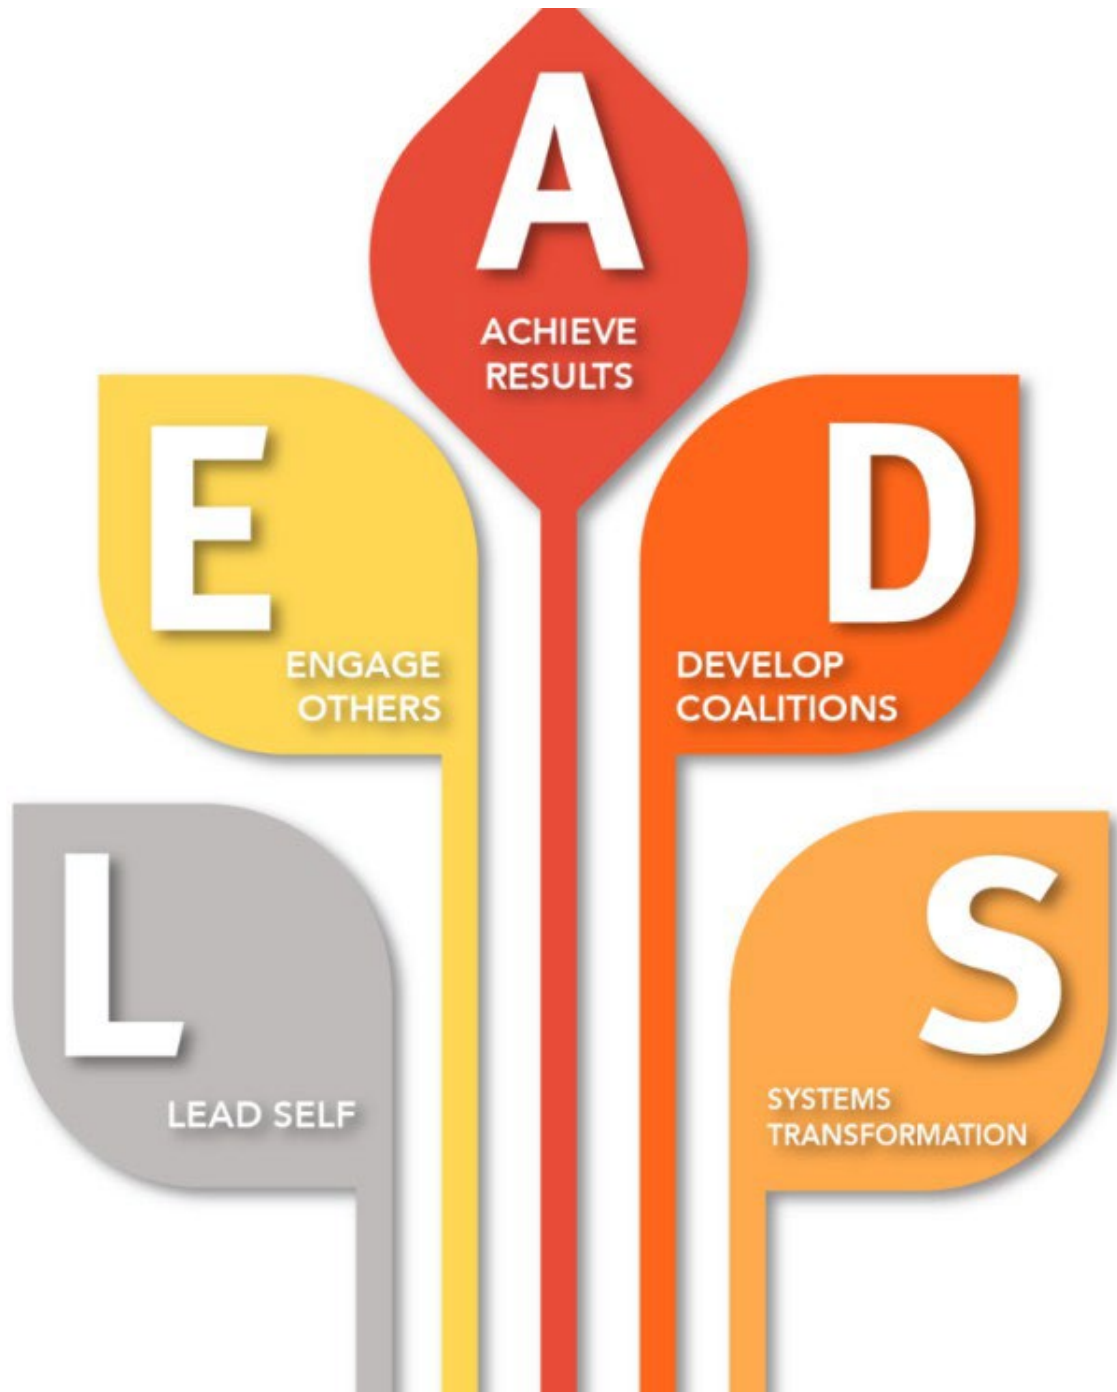 L
LEAD SELF
E
ENGAGE
OTHERS
A
ACHIEVE
RESULTS
D
DEVELOP
COALITIONS
S
SYSTEMS
TRANSFORMATION